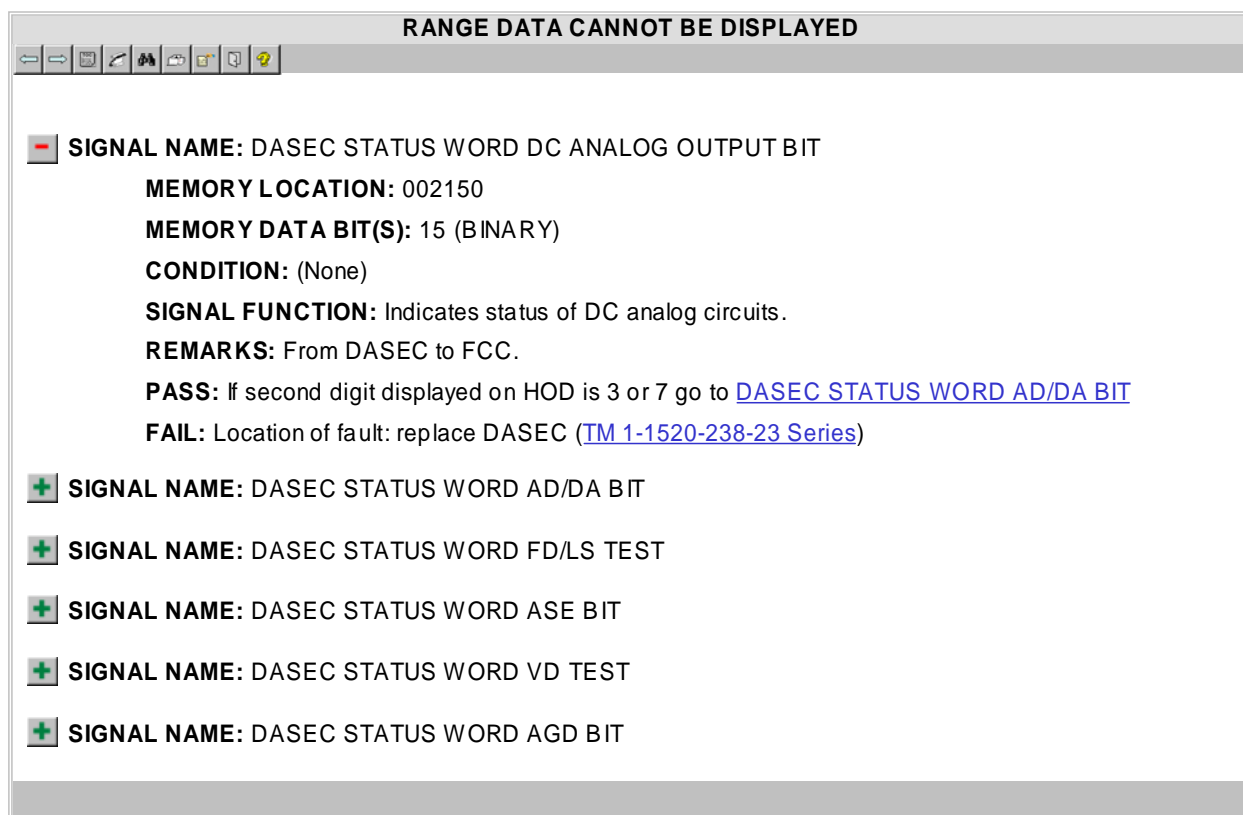 RANGE DATA CANNOT BE DISPLAYED
SIGNAL NAME: DASEC STATUS WORD DC ANALOG OUTPUT BIT
MEMORY LOCATION: 002150
MEMORY DATA BIT(S): 15 (BINARY)
CONDITION: (None)
SIGNAL FUNCTION: Indicates status of DC analog circuits.
REMARKS: From DASEC to FCC.
PASS: If second digit displayed on HOD is 3 or 7 go to DASEC STATUS WORD AD/DA BIT
FAIL: Location of fault: replace DASEC (TM 1-1520-238-23 Series)
SIGNAL NAME: DASEC STATUS WORD AD/DA BIT
SIGNAL NAME: DASEC STATUS WORD FD/LS TEST
SIGNAL NAME: DASEC STATUS WORD ASE BIT
SIGNAL NAME: DASEC STATUS WORD VD TEST
SIGNAL NAME: DASEC STATUS WORD AGD BIT